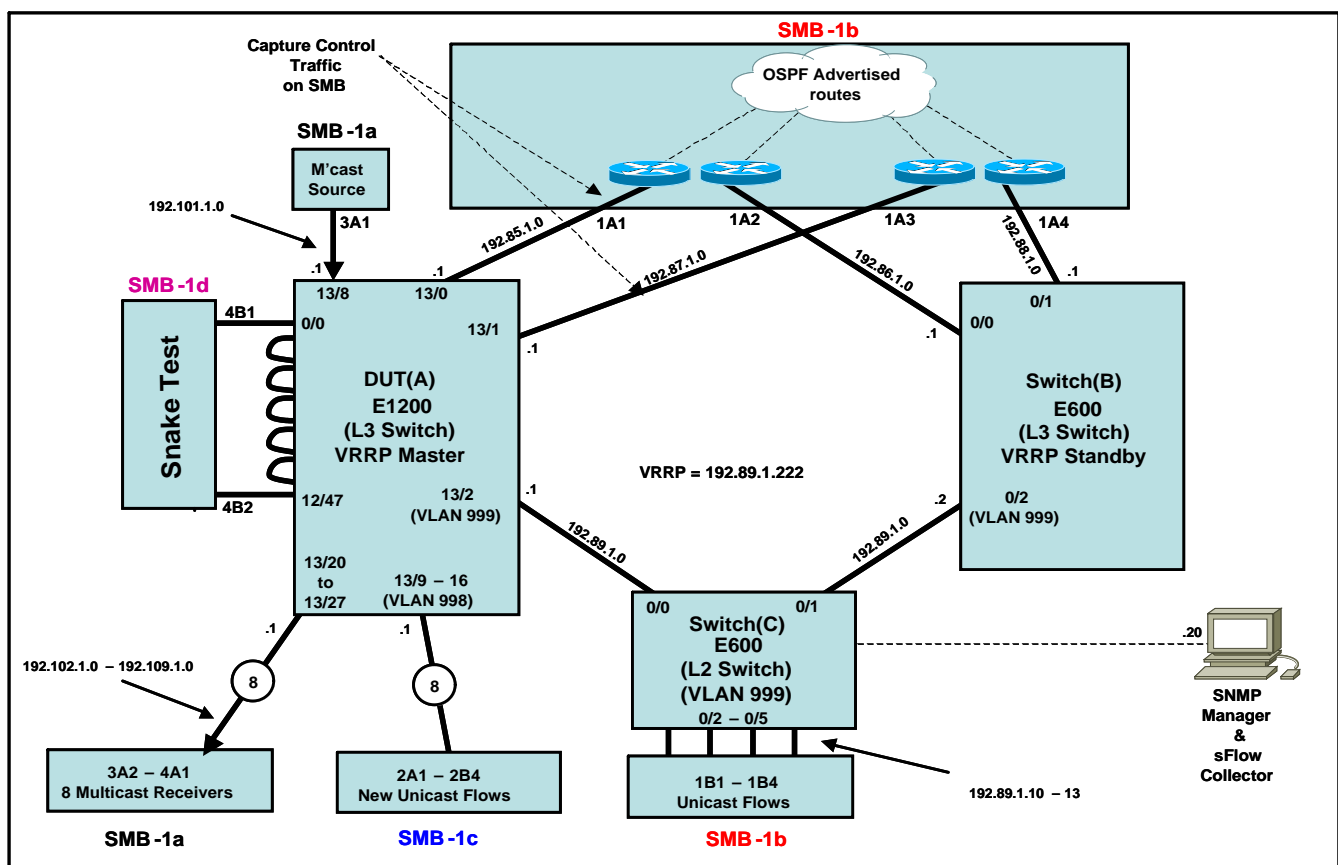 SMB-1b
Capture Control
Traffic
on SMB
OSPF Advertised
routes
SMB-1a
M'cast
Source
192.101.1.0
3A1
1A1
1A2
1A3
1A4
192.85.1.0
192.87.1.0
192.86.1.0
192.88.1.0
SMB-1d
.1
.1
.1
13/8
13/0
0/1
4B1
0/0
13/1
.1
.1
0/0
Snake Test
DUT(A)
E1200
(L3 Switch)
VRRP Master
Switch(B)
E600
(L3 Switch)
VRRP Standby
VRRP = 192.89.1.222
4B2
12/47
13/2
(VLAN 999)
.1
.2
0/2
(VLAN 999)
192.89.1.0
192.89.1.0
13/20
to
13/27
13/9 – 16
(VLAN 998)
0/0
0/1
.1
.1
Switch(C)
E600
(L2 Switch)
(VLAN 999)
0/2 – 0/5
.20
192.102.1.0 – 192.109.1.0
8
8
SNMP
Manager
&
sFlow
Collector
3A2 – 4A1
8 Multicast Receivers
2A1 – 2B4
New Unicast Flows
1B1 – 1B4
Unicast Flows
192.89.1.10 – 13
SMB-1a
SMB-1c
SMB-1b